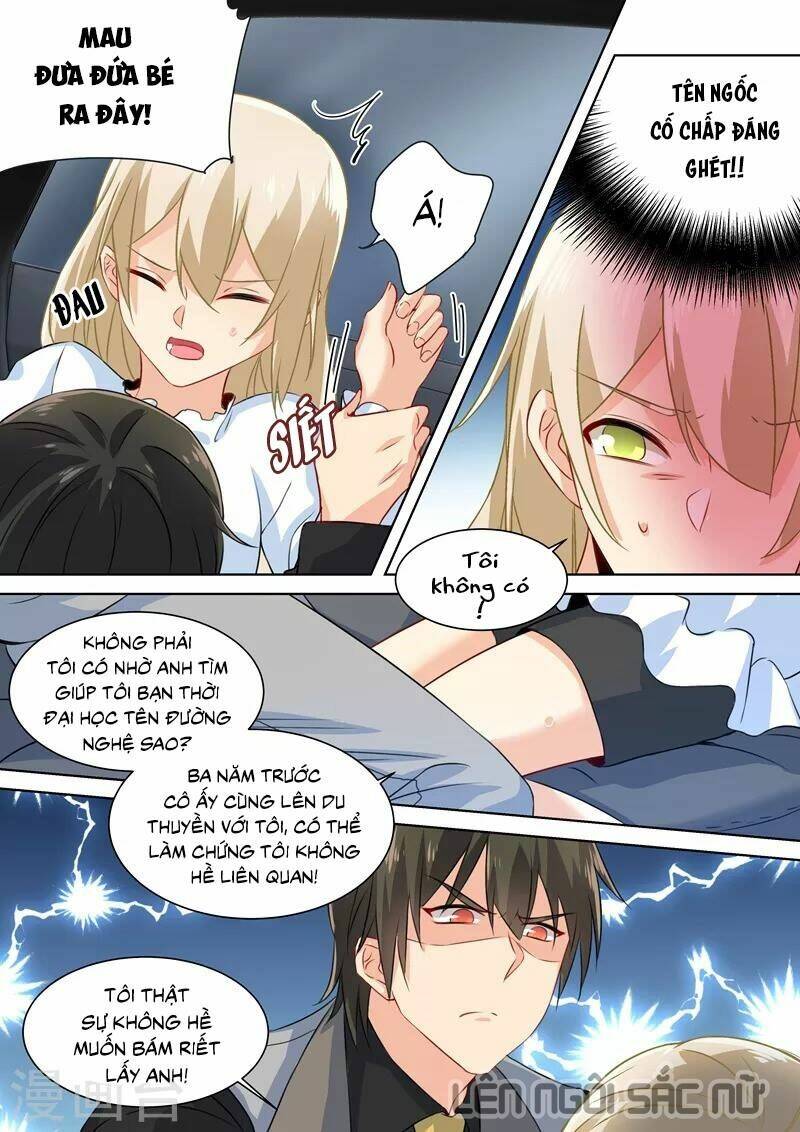 MAU
ĐƯA ĐỨA BÉ
RA ĐÂY!
Á!
ĐAU
SIẾT
TÊN NGỐC
CỐ CHẤP ĐÁNG
GHÉT!!
Tôi
không có
!
KHÔNG PHẢI
TÔI CÓ NHỜ ANH TÌM
GIÚP TÔI BẠN THỜI
ĐẠI HỌC TÊN ĐƯỜNG
NGHỆ SAO?
BA NĂM TRƯỚC
CÔ ẤY CÙNG LÊN DU
THUYỀN VỚI TÔI, CÓ THỂ
LÀM CHỨNG TÔI KHÔNG
HỀ LIÊN QUAN!
TÔI THẬT
SỰ KHÔNG HỀ
MUỐN BÁM RIẾT
LẤY ANH!
漫画台
LÊN NGÔI SẮC NỮ